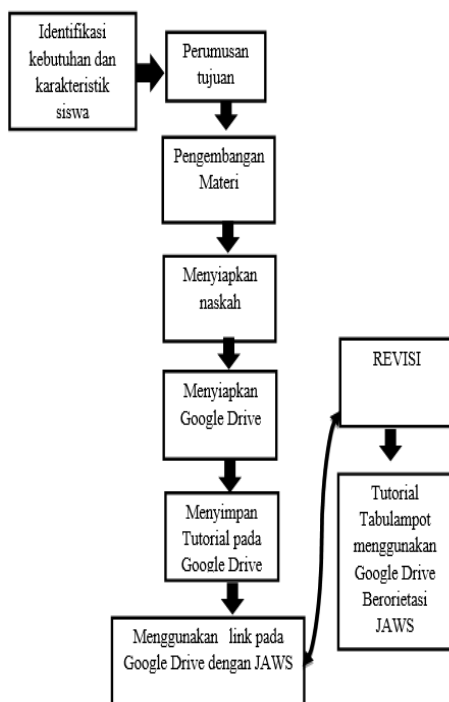 Identifikasi
kebutuhan dan
karakteristik
siswa
Perumusan
tujuan
Pengembangan
Materi
Menyiapkan
naskah
Menyiapkan
Google Drive
Menyimpan
Tutorial pada
Google Drive
Menggunakan link pada
Google Drive dengan JAWS
REVISI
Tutorial
Tabulampot
menggunakan
Google Drive
Berorietasi
JAWS